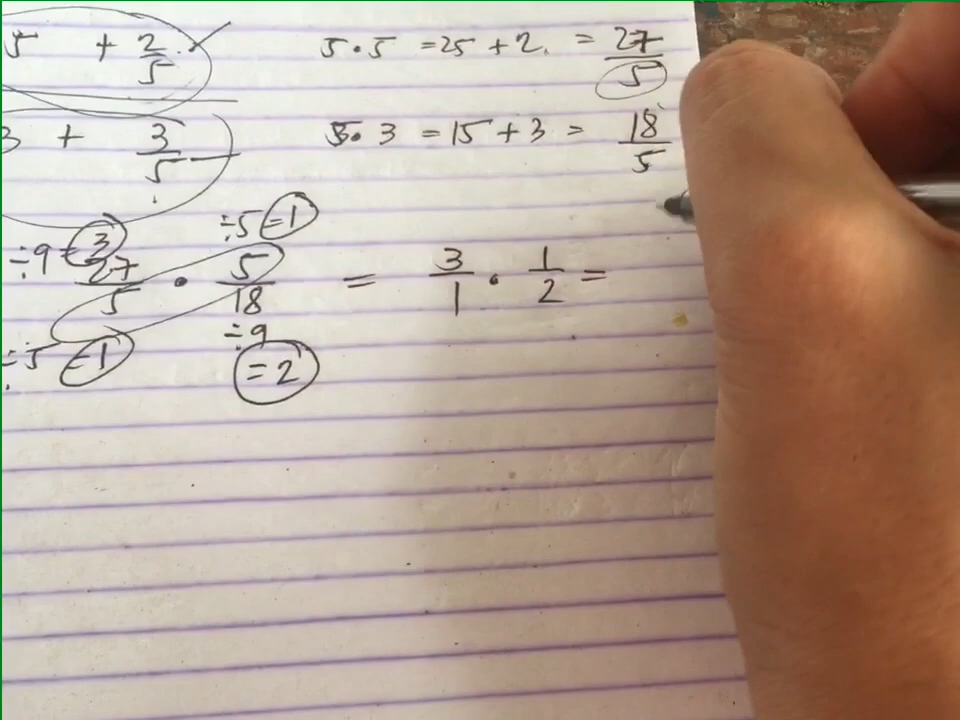 5 + 2/5 5 • 5 = 25 + 2 = 27/5
3 + 3/5 5 • 3 = 15 + 3 = 18/5
÷9 = 3 ÷5 = 1
27/5 • 5/18 = 3/1 • 1/2 =
÷5 = 1 ÷9 = 2